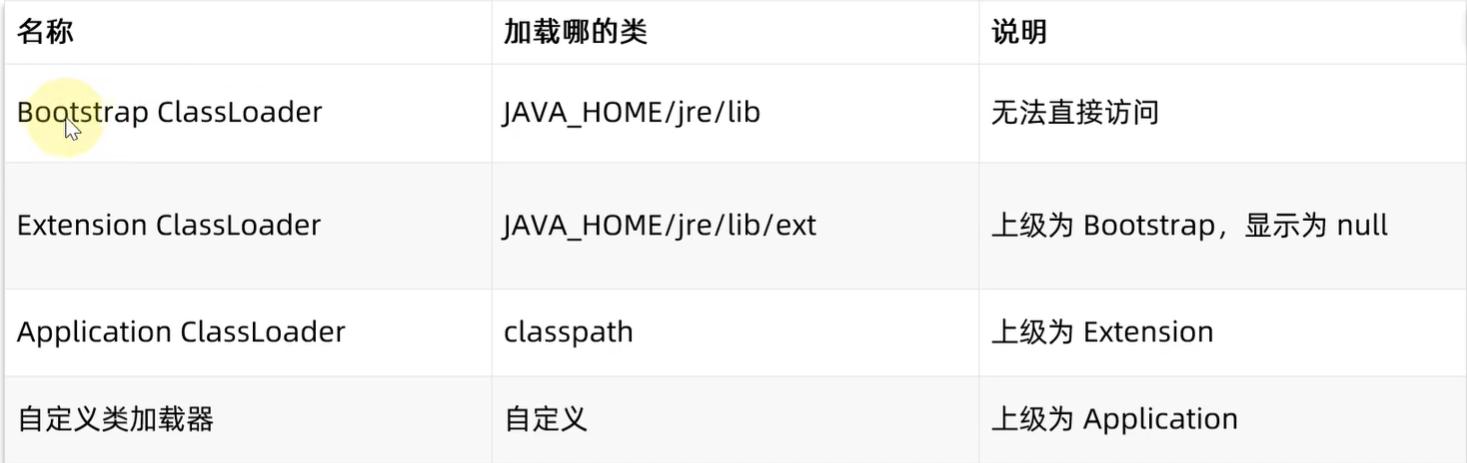 名称 加载哪的类 说明
Bootstrap ClassLoader JAVA_HOME/jre/lib 无法直接访问
Extension ClassLoader JAVA_HOME/jre/lib/ext 上级为 Bootstrap，显示为 null
Application ClassLoader classpath 上级为 Extension
自定义类加载器 自定义 上级为 Application